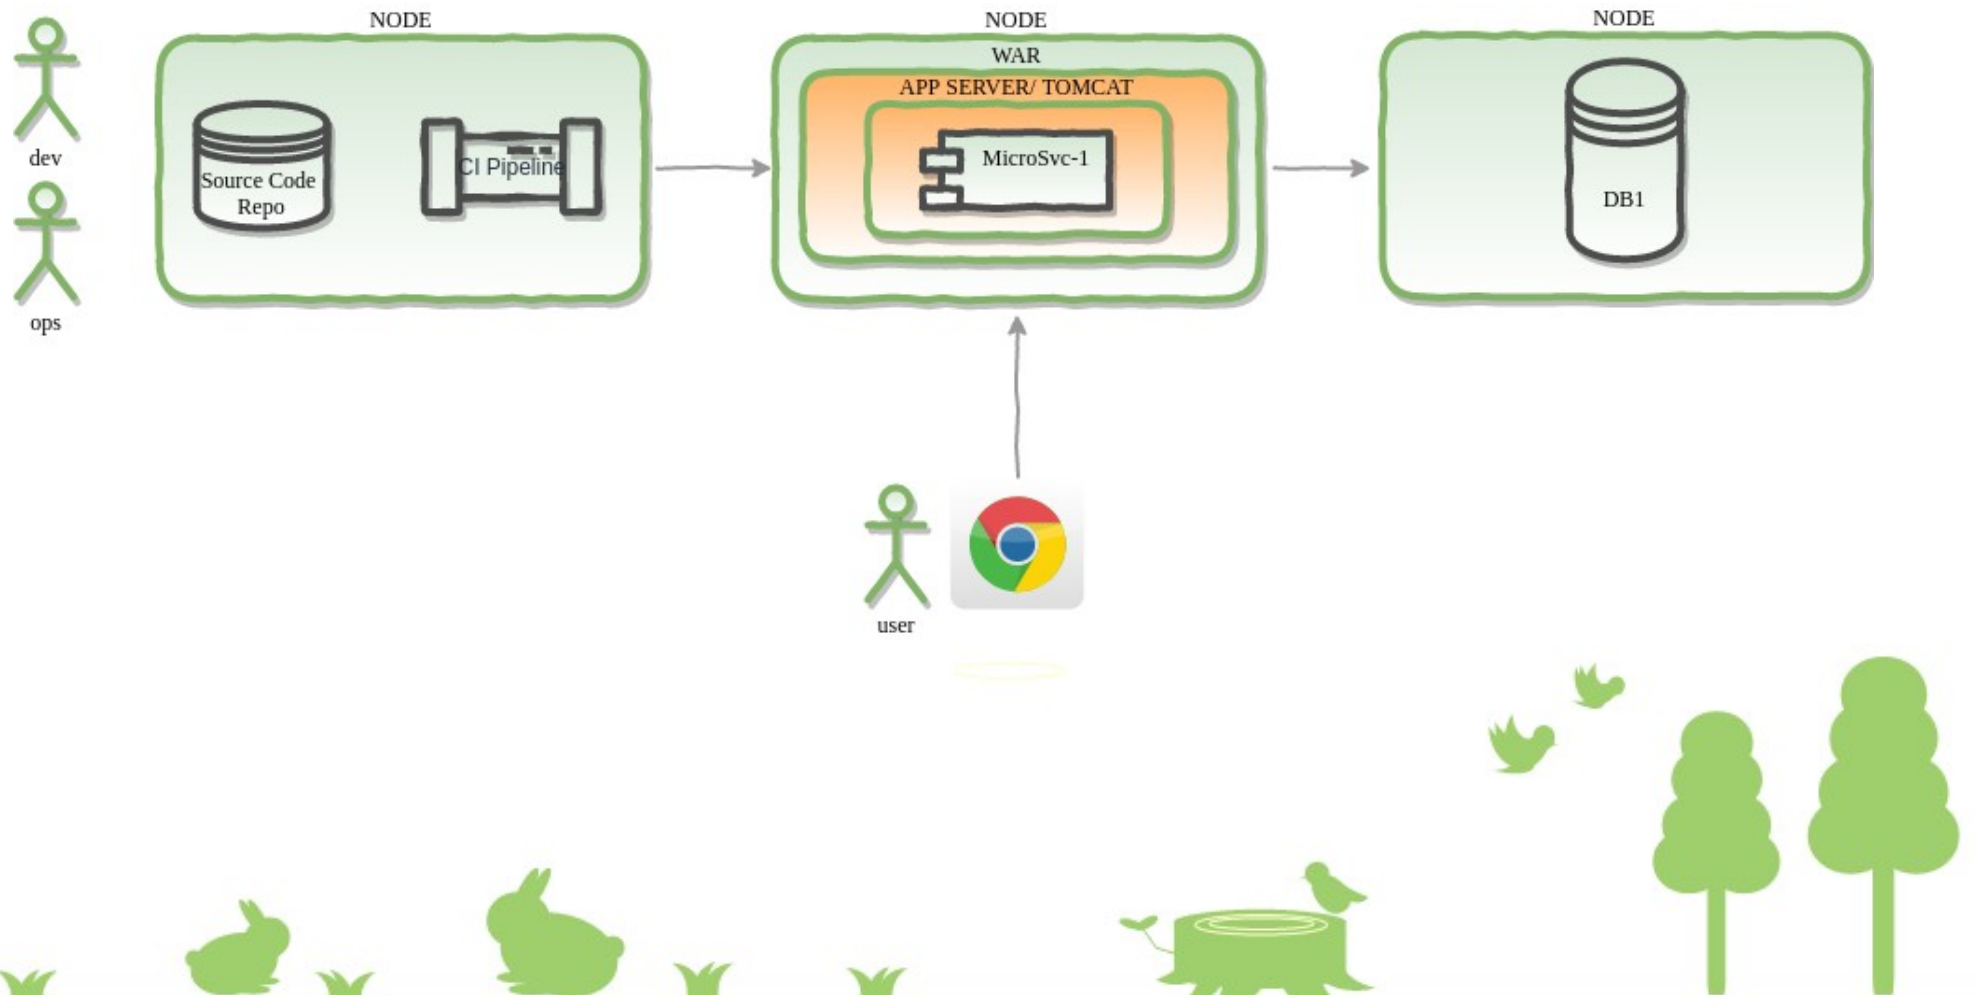 NODE
NODE
NODE
WAR
APP SERVER/ TOMCAT
dev
Source Code
Repo
CI Pipeline
MicroSvc-1
DB1
ops
user